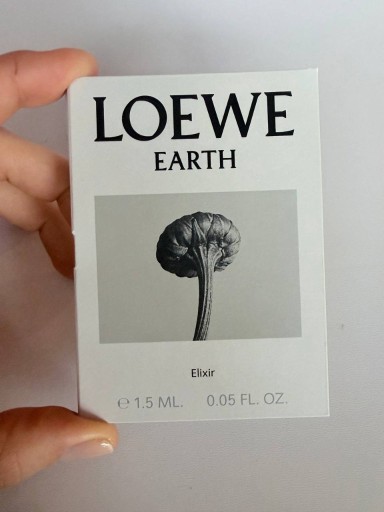 LOEWE
EARTH
Elixir
℮ 1.5 ML. 0.05 FL. OZ.